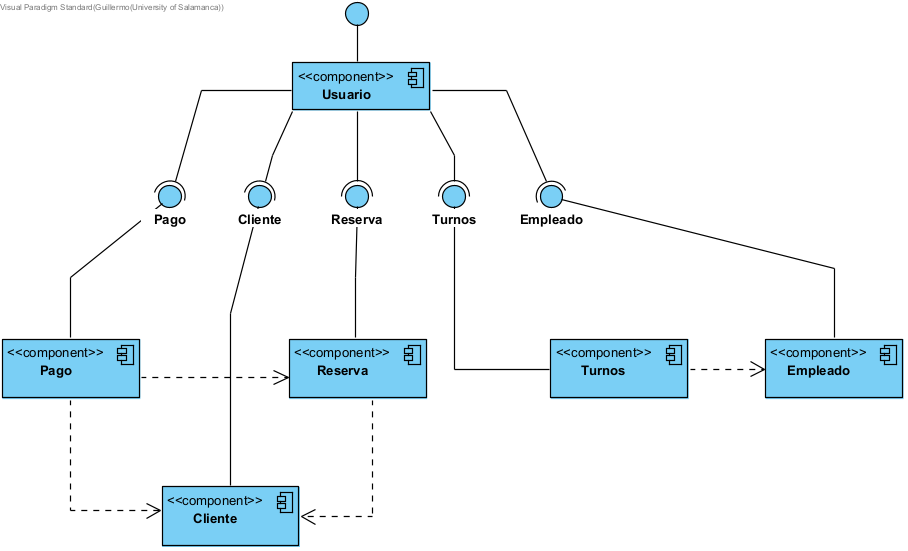 Visual Paradigm Standard(Guillermo(University of Salamanca))
<<component>>
Usuario
Pago
Cliente
Reserva
Turnos
Empleado
<<component>>
Pago
<<component>>
Reserva
<<component>>
Turnos
<<component>>
Empleado
<<component>>
Cliente